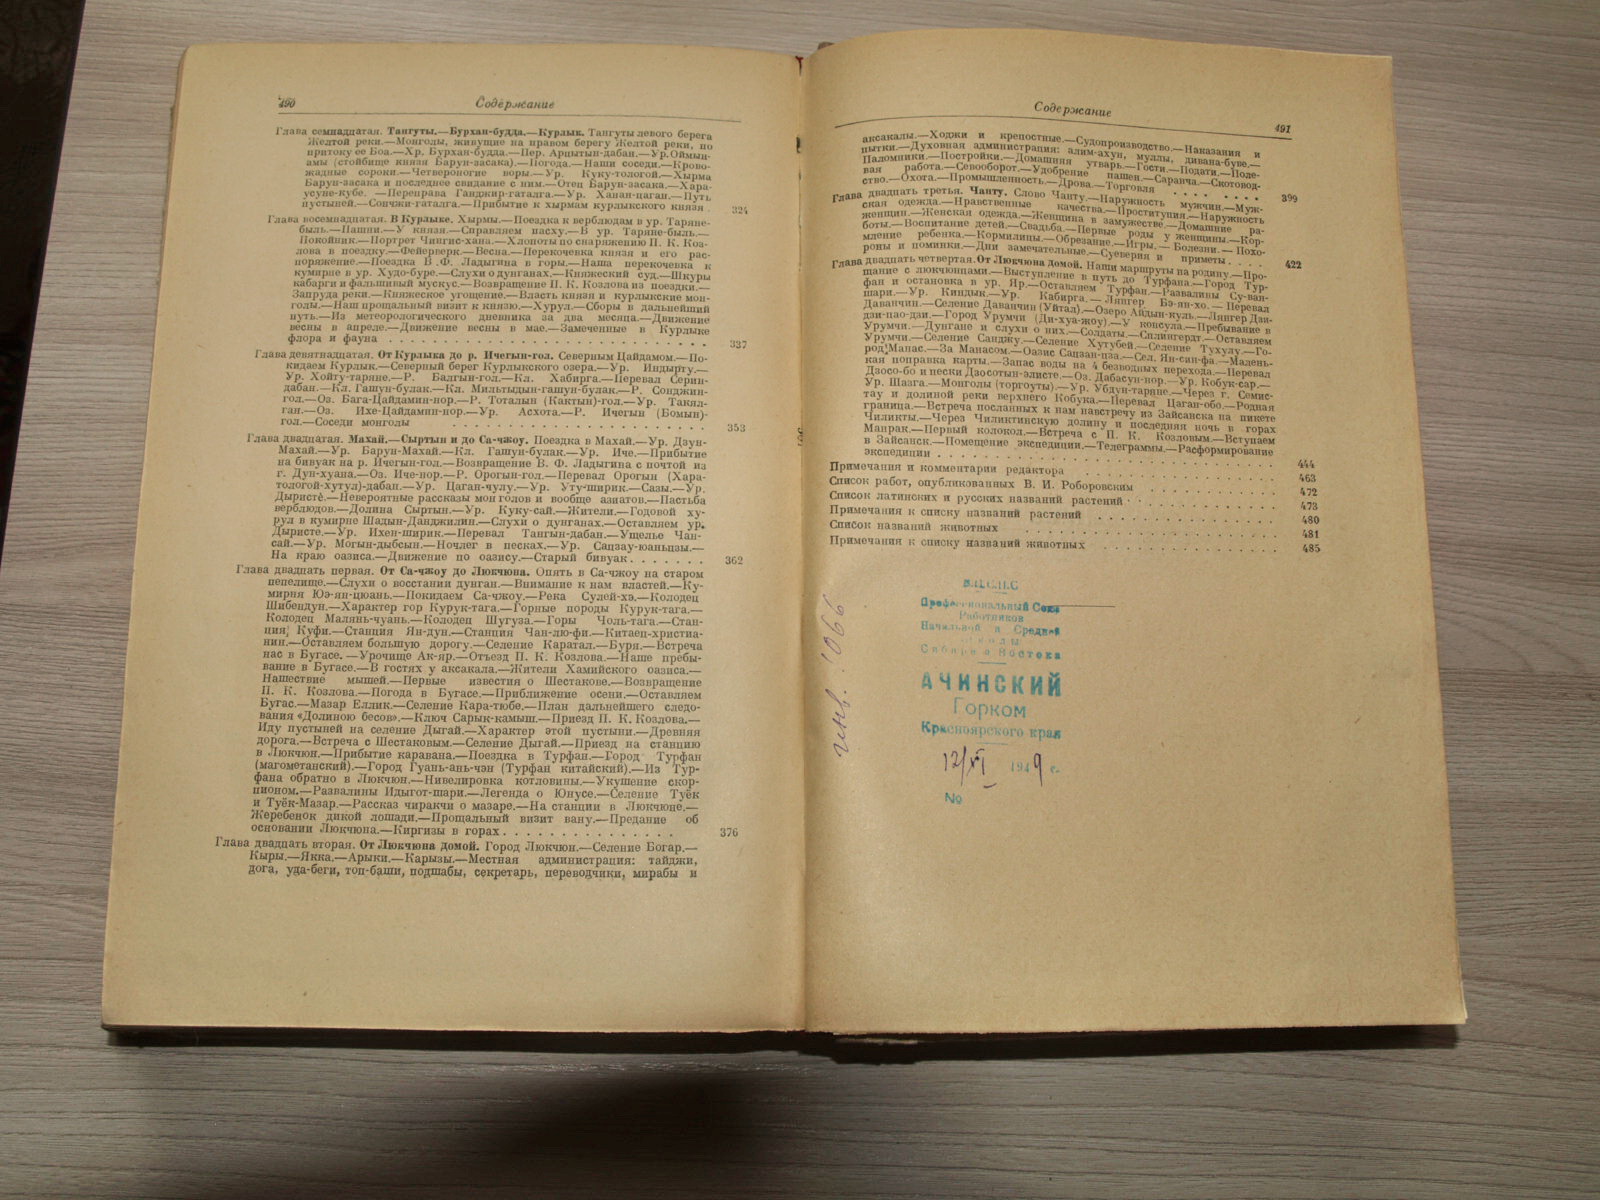 490
Содержание
Глава семнадцатая. Тангуты.—Бурхан-будда.—Курлык. Тангуты левого берега
Желтой реки.—Монголы, живущие на правом берегу Желтой реки, по
притоку ее Боа.—Хр. Бурхан-будда.—Пер. Арцытын-дабан.—Ур. Оймын-
амы (стойбище князя Барун-засака).—Погода.—Наши соседи.—Крово-
жадные сороки.—Четвероногие воры.—Ур. Куку-тологой.—Хырма
Барун-засака и последнее свидание с ним.—Отец Барун-засака.—Хара-
усуне-кубе. —Переправа Ганджир-гаталга.—Ур. Ханан-цаган.—Путь
пустыней.—Сончжи-гаталга.—Прибытие к хырмам курлыкского князя . 324
Глава восемнадцатая. В Курлыке. Хырмы.—Поездка к верблюдам в ур. Таряне-
быль.—Пашни.—У князя.—Справляем пасху.—В ур. Таряне-быль.—
Покойник.—Портрет Чингис-хана.—Хлопоты по снаряжению П. К. Коз-
лова в поездку.—Фейерверк.—Весна.—Перекочевка князя и его рас-
поряжение.—Поездка В. Ф. Ладыгина в горы.—Наша перекочевка к
кумирне в ур. Худо-буре.—Слухи о дунганах.—Княжеский суд.—Шкуры
кабарги и фальшивый мускус.—Возвращение П. К. Козлова из поездки.—
Запруда реки.—Княжеское угощение.—Власть князя и курлыкские мон-
голы.—Наш прощальный визит к князю.—Хурул.—Сборы в дальнейший
путь.—Из метеорологического дневника за два месяца.—Движение
весны в апреле.—Движение весны в мае.—Замеченные в Курлыке
флора и фауна . . . . . . . . . . . . . . . . . . . . . . . . 337
Глава девятнадцатая. От Курлыка до р. Ичегын-гол. Северным Цайдамом.—По-
кидаем Курлык.—Северный берег Курлыкского озера.—Ур. Индырту.—
Ур. Хойту-таряне.—Р. Балгын-гол.—Кл. Хабирга.—Перевал Серин-
дабан.—Кл. Гашун-булак.—Кл. Мильтыдын-гашун-булак.—Р. Сонджин-
гол.—Оз. Бага-Цайдамин-нор.—Р. Тоталын (Кактын)-гол.—Ур. Такял-
ган.—Оз. Ихе-Цайдамин-нор.—Ур. Асхота.—Р. Ичегын (Бомын)-
гол.—Соседи монголы . . . . . . . . . . . . . . . . . . . . . 353
Глава двадцатая. Махай.—Сыртын и до Са-чжоу. Поездка в Махай.—Ур. Дзун-
Махай.—Ур. Барун-Махай.—Кл. Гашун-булак.—Ур. Иче.—Прибытие
на бивуак на р. Ичегын-гол.—Возвращение В. Ф. Ладыгина с почтой из
г. Дун-хуана.—Оз. Иче-нор.—Р. Орогын-гол.—Перевал Орогын (Хара-
тологой-хутул)-дабан.—Ур. Цаган-чулу.—Ур. Уту-ширик.—Сазы.—Ур.
Дыристе.—Невероятные рассказы монголов и вообще азиатов.—Пастьба
верблюдов.—Долина Сыртын.—Ур. Куку-сай.—Жители.—Годовой ху-
рул в кумирне Шадын-Данджилин.—Слухи о дунганах.—Оставляем ур.
Дыристе.—Ур. Ихен-ширик.—Перевал Тангын-дабан.—Ущелье Чан-
сай.—Ур. Могын-дыбсын.—Ночлег в песках.—Ур. Сацзау-юаньцзы.—
На краю оазиса.—Движение по оазису.—Старый бивуак . . . . . . . 362
Глава двадцать первая. От Са-чжоу до Люкчюна. Опять в Са-чжоу на старом
пепелище.—Слухи о восстании дунган.—Внимание к нам властей.—Ку-
мирня Юэ-ян-цюань.—Покидаем Са-чжоу.—Река Сулей-хэ.—Колодец
Шибендун.—Характер гор Курук-тага.—Горные породы Курук-тага.—
Колодец Малянь-чуань.—Колодец Шугуза.—Горы Чоль-тага.—Стан-
ция Куфи.—Станция Ян-дун.—Станция Чан-лю-фи.—Китаец-христиа-
нин.—Оставляем большую дорогу.—Селение Каратал.—Буря.—Встреча
нас в Бугасе. —Урочище Ак-яр.—Отъезд П. К. Козлова.—Наше пребы-
вание в Бугасе.—В гостях у аксакала.—Жители Хамийского оазиса.—
Нашествие мышей.—Первые известия о Шестакове.—Возвращение
П. К. Козлова.—Погода в Бугасе.—Приближение осени.—Оставляем
Бугас.—Мазар Еллик.—Селение Кара-тюбе.—План дальнейшего следо-
вания «Долиною бесов».—Ключ Сарык-камыш.—Приезд П. К. Козлова.—
Иду пустыней на селение Дыгай.—Характер этой пустыни.—Древняя
дорога.—Встреча с Шестаковым.—Селение Дыгай.—Приезд на станцию
в Люкчюн.—Прибытие каравана.—Поездка в Турфан.—Город Турфан
(магометанский).—Город Гуань-ань-чэн (Турфан китайский).—Из Тур-
фана обратно в Люкчюн.—Нивелировка котловины.—Укушение скор-
пионом.—Развалины Идыгот-шари.—Легенда о Юнусе.—Селение Туёк
и Туёк-Мазар.—Рассказ чиракчи о мазаре.—На станции в Люкчюне.—
Жеребенок дикой лошади.—Прощальный визит вану.—Предание об
основании Люкчюна.—Киргизы в горах . . . . . . . . . . . . . . . 376
Глава двадцать вторая. От Люкчюна домой. Город Люкчюн.—Селение Богар.—
Кыры.—Якка.—Арыки.—Карызы.—Местная администрация: тайджи,
дога, уда-беги, топ-баши, подшабы, секретарь, переводчики, мирабы и
Содержание
491
аксакалы.—Ходжи и крепостные.—Судопроизводство.—Наказания и
пытки.—Духовная администрация: алим-ахун, муллы, дивана-буве.—
Паломники.—Постройки.—Домашняя утварь.—Гости.—Подати.—Поле-
вая работа.—Севооборот.—Удобрение пашен.—Саранча.—Скотовод-
ство.—Охота.—Промышленность.—Дрова.—Торговля . . . . 399
Глава двадцать третья. Чанту. Слово Чанту.—Наружность мужчин.—Муж-
ская одежда.—Нравственные качества.—Проституция.—Наружность
женщин.—Женская одежда.—Женщина в замужестве.—Домашние ра-
боты.—Воспитание детей.—Свадьба.—Первые роды у женщины.—Кор-
мление ребенка.—Кормилицы.—Обрезание.—Игры.—Болезни.—Похо-
роны и поминки.—Дни замечательные.—Суеверия и приметы . . . . 422
Глава двадцать четвертая. От Люкчюна домой. Наши маршруты на родину.—Про-
щание с люкчюнцами.—Выступление в путь до Турфана.—Город Тур-
фан и остановка в ур. Яр.—Оставляем Турфан.—Развалины Су-ван-
шари.—Ур. Киндык.—Ур. Кабирга.—Лянгер Бэ-ян-хо.—Перевал
Даванчин.—Селение Даванчин (Уйтал).—Озеро Айдын-куль.—Лянгер Дзи-
дзи-цао-дзи.—Город Урумчи (Ди-хуа-жоу).—У консула.—Пребывание в
Урумчи.—Дунгане и слухи о них.—Солдаты.—Сплингердт.—Оставляем
Урумчи.—Селение Санджу.—Селение Хутубей.—Селение Тухулу.—Го-
род Манас.—За Манасом.—Оазис Сацзан-цза.—Сел. Ян-син-фа.—Малень-
кая поправка карты.—Запас воды на 4 безводных перехода.—Перевал
Дзосо-бо и пески Дзосотын-элисте.—Оз. Дабасун-нор.—Ур. Кобук-сар.—
Ур. Шазга.—Монголы (торгоуты).—Ур. Убдун-таряне.—Через г. Семис-
тау и долиной реки верхнего Кобука.—Перевал Цаган-обо.—Родная
граница.—Встреча посланных к нам навстречу из Зайсанска на пикете
Чиликты.—Через Чиликтинскую долину и последняя ночь в горах
Манрак.—Первый колокол.—Встреча с П. К. Козловым.—Вступаем
в Зайсанск.—Помещение экспедиции.—Телеграммы.—Расформирование
экспедиции . . . . . . . . . . . . . . . . . . . . . . . . 444
Примечания и комментарии редактора . . . . . . . . . . . . 463
Список работ, опубликованных В. И. Роборовским . . . . . . . . 472
Список латинских и русских названий растений . . . . . . . . . 473
Примечания к списку названий растений . . . . . . . . . . . . 480
Список названий животных . . . . . . . . . . . . . . . . . . 481
Примечания к списку названий животных . . . . . . . . . . . . 485
инв. 1066
В.Ц.С.П.С
Профессиональный Союз
Работников
Начальной и Средней
Школы
Сибири и Востока
АЧИНСКИЙ
Горком
Красноярского края
12/XI 1949 г.
№